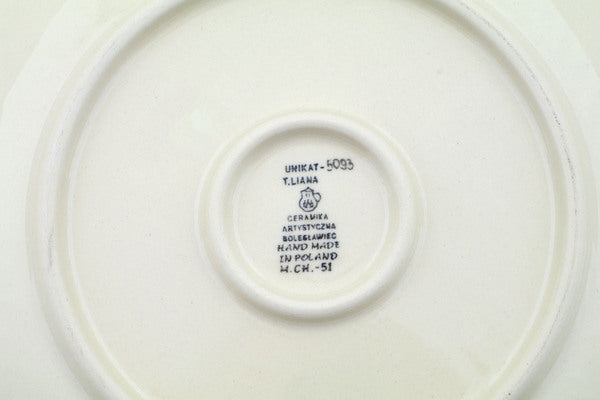 UNIKAT-5093
T.LIANA
CERAMIKA
ARTYSTYCZNA
BOLESŁAWIEC
HAND MADE
IN POLAND
M.CH.-51